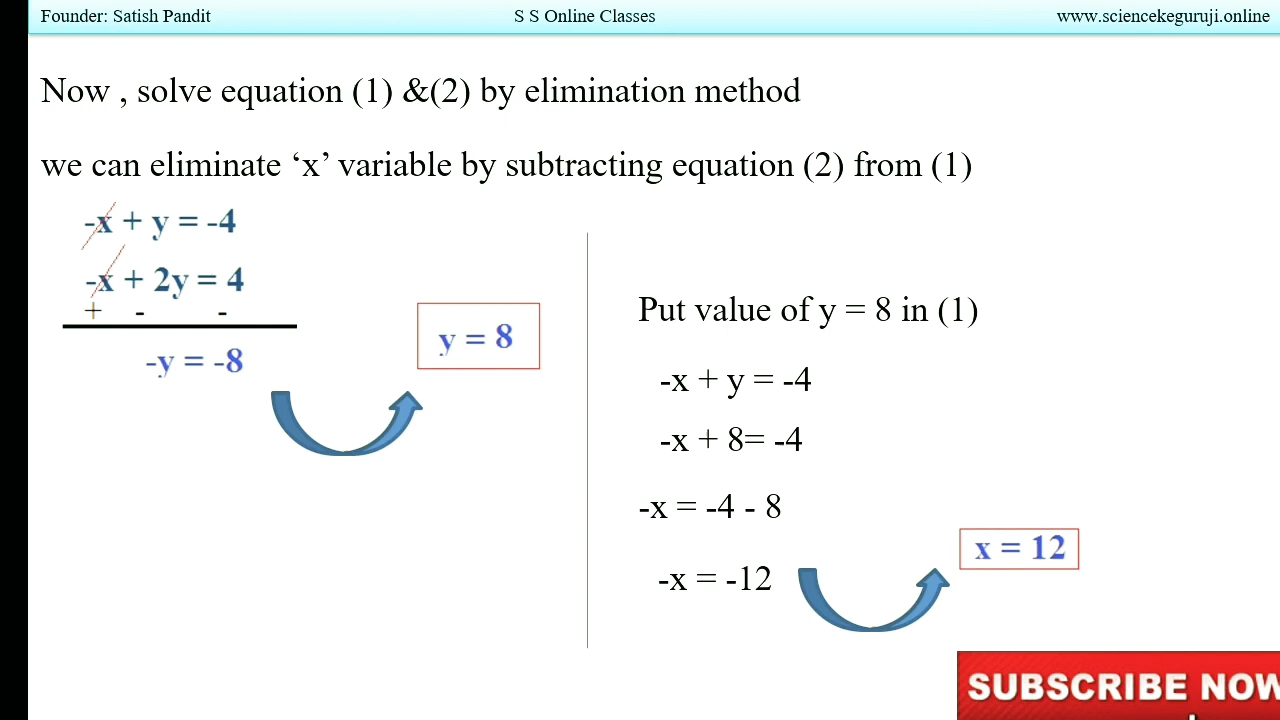 Founder: Satish Pandit
S S Online Classes
www.sciencekeguruji.online
Now , solve equation (1) &(2) by elimination method
we can eliminate ‘x’ variable by subtracting equation (2) from (1)
-x + y = -4
-x + 2y = 4
+ - -
-y = -8
y = 8
Put value of y = 8 in (1)
-x + y = -4
-x + 8= -4
-x = -4 - 8
-x = -12
x = 12
SUBSCRIBE NOW